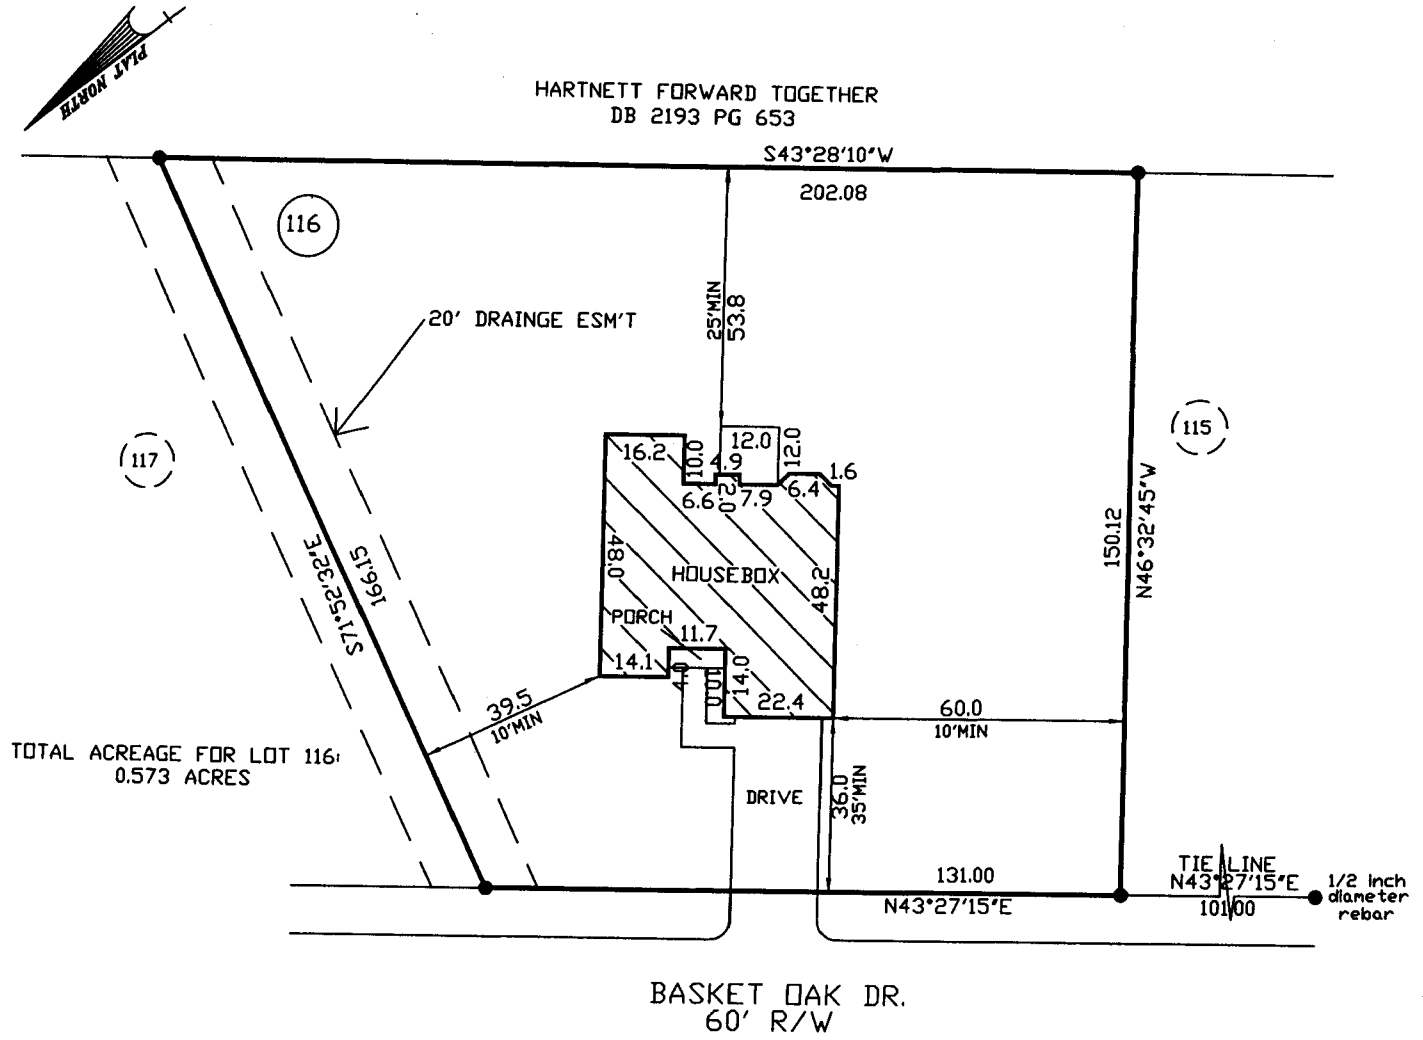 PLAT NORTH
HARTNETT FORWARD TOGETHER
DB 2193 PG 653
S43°28'10"W
202.08
116
20' DRAINGE ESM'T
25'MIN
53.8
117
115
12.0
12.0
16.2
10.0
4.9
1.6
6.6
2.0
7.9
6.4
S71°52'32"E
166.15
48.0
HOUSEBOX
48.2
150.12
N46°32'45"W
PORCH
11.7
14.1
4.0
10.0
14.0
22.4
39.5
10'MIN
60.0
10'MIN
TOTAL ACREAGE FOR LOT 116:
0.573 ACRES
DRIVE
36.0
35'MIN
131.00
N43°27'15"E
TIE LINE
N43°27'15"E
101.00
1/2 inch
diameter
rebar
BASKET OAK DR.
60' R/W